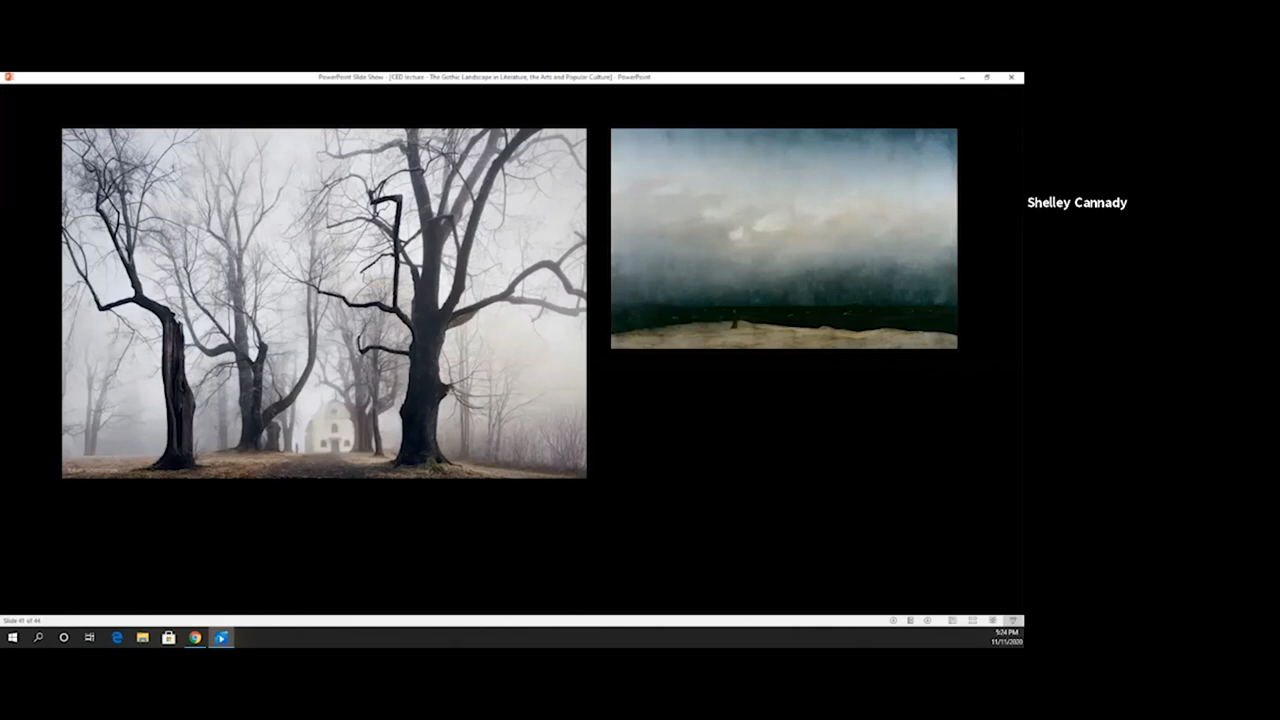 PowerPoint Slide Show - [CED lecture - The Gothic Landscape in Literature, the Arts and Popular Culture] - PowerPoint
Shelley Cannady
Slide 41 of 44
5:24 PM
11/11/2020